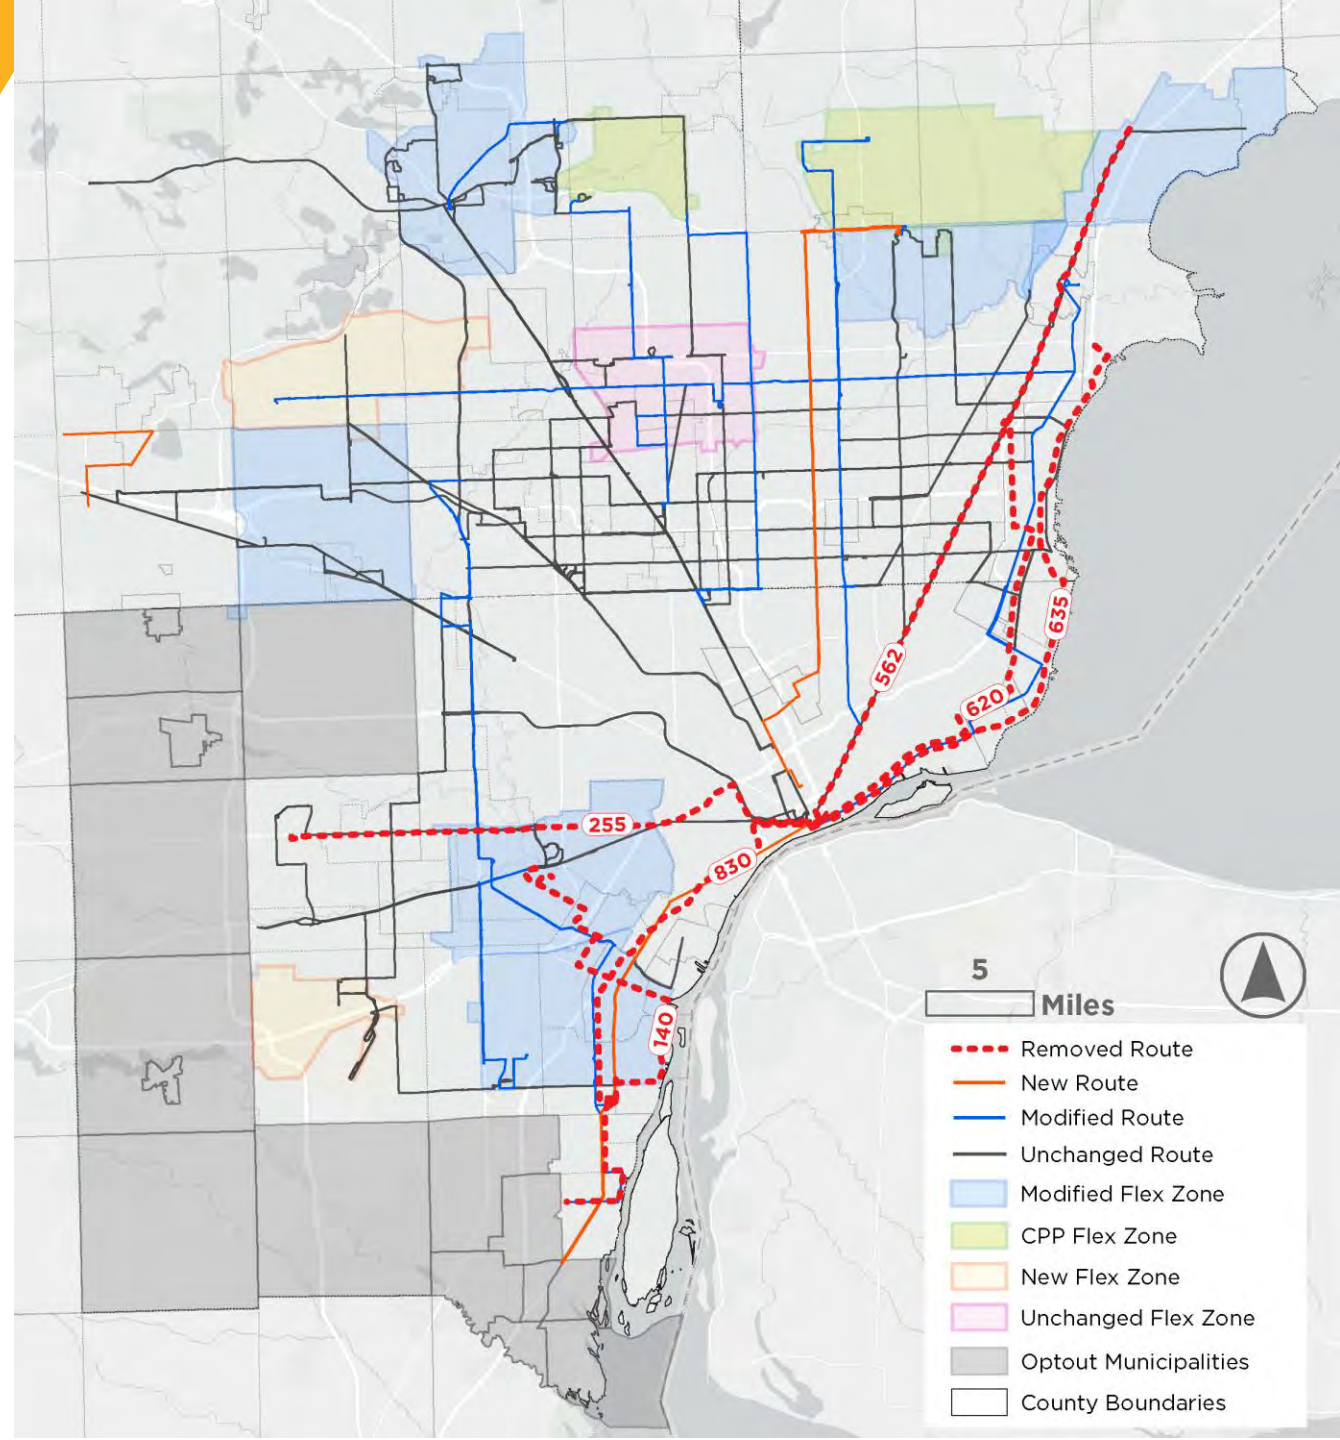 562
635
620
255
830
140
5
Miles
Removed Route
New Route
Modified Route
Unchanged Route
Modified Flex Zone
CPP Flex Zone
New Flex Zone
Unchanged Flex Zone
Optout Municipalities
County Boundaries